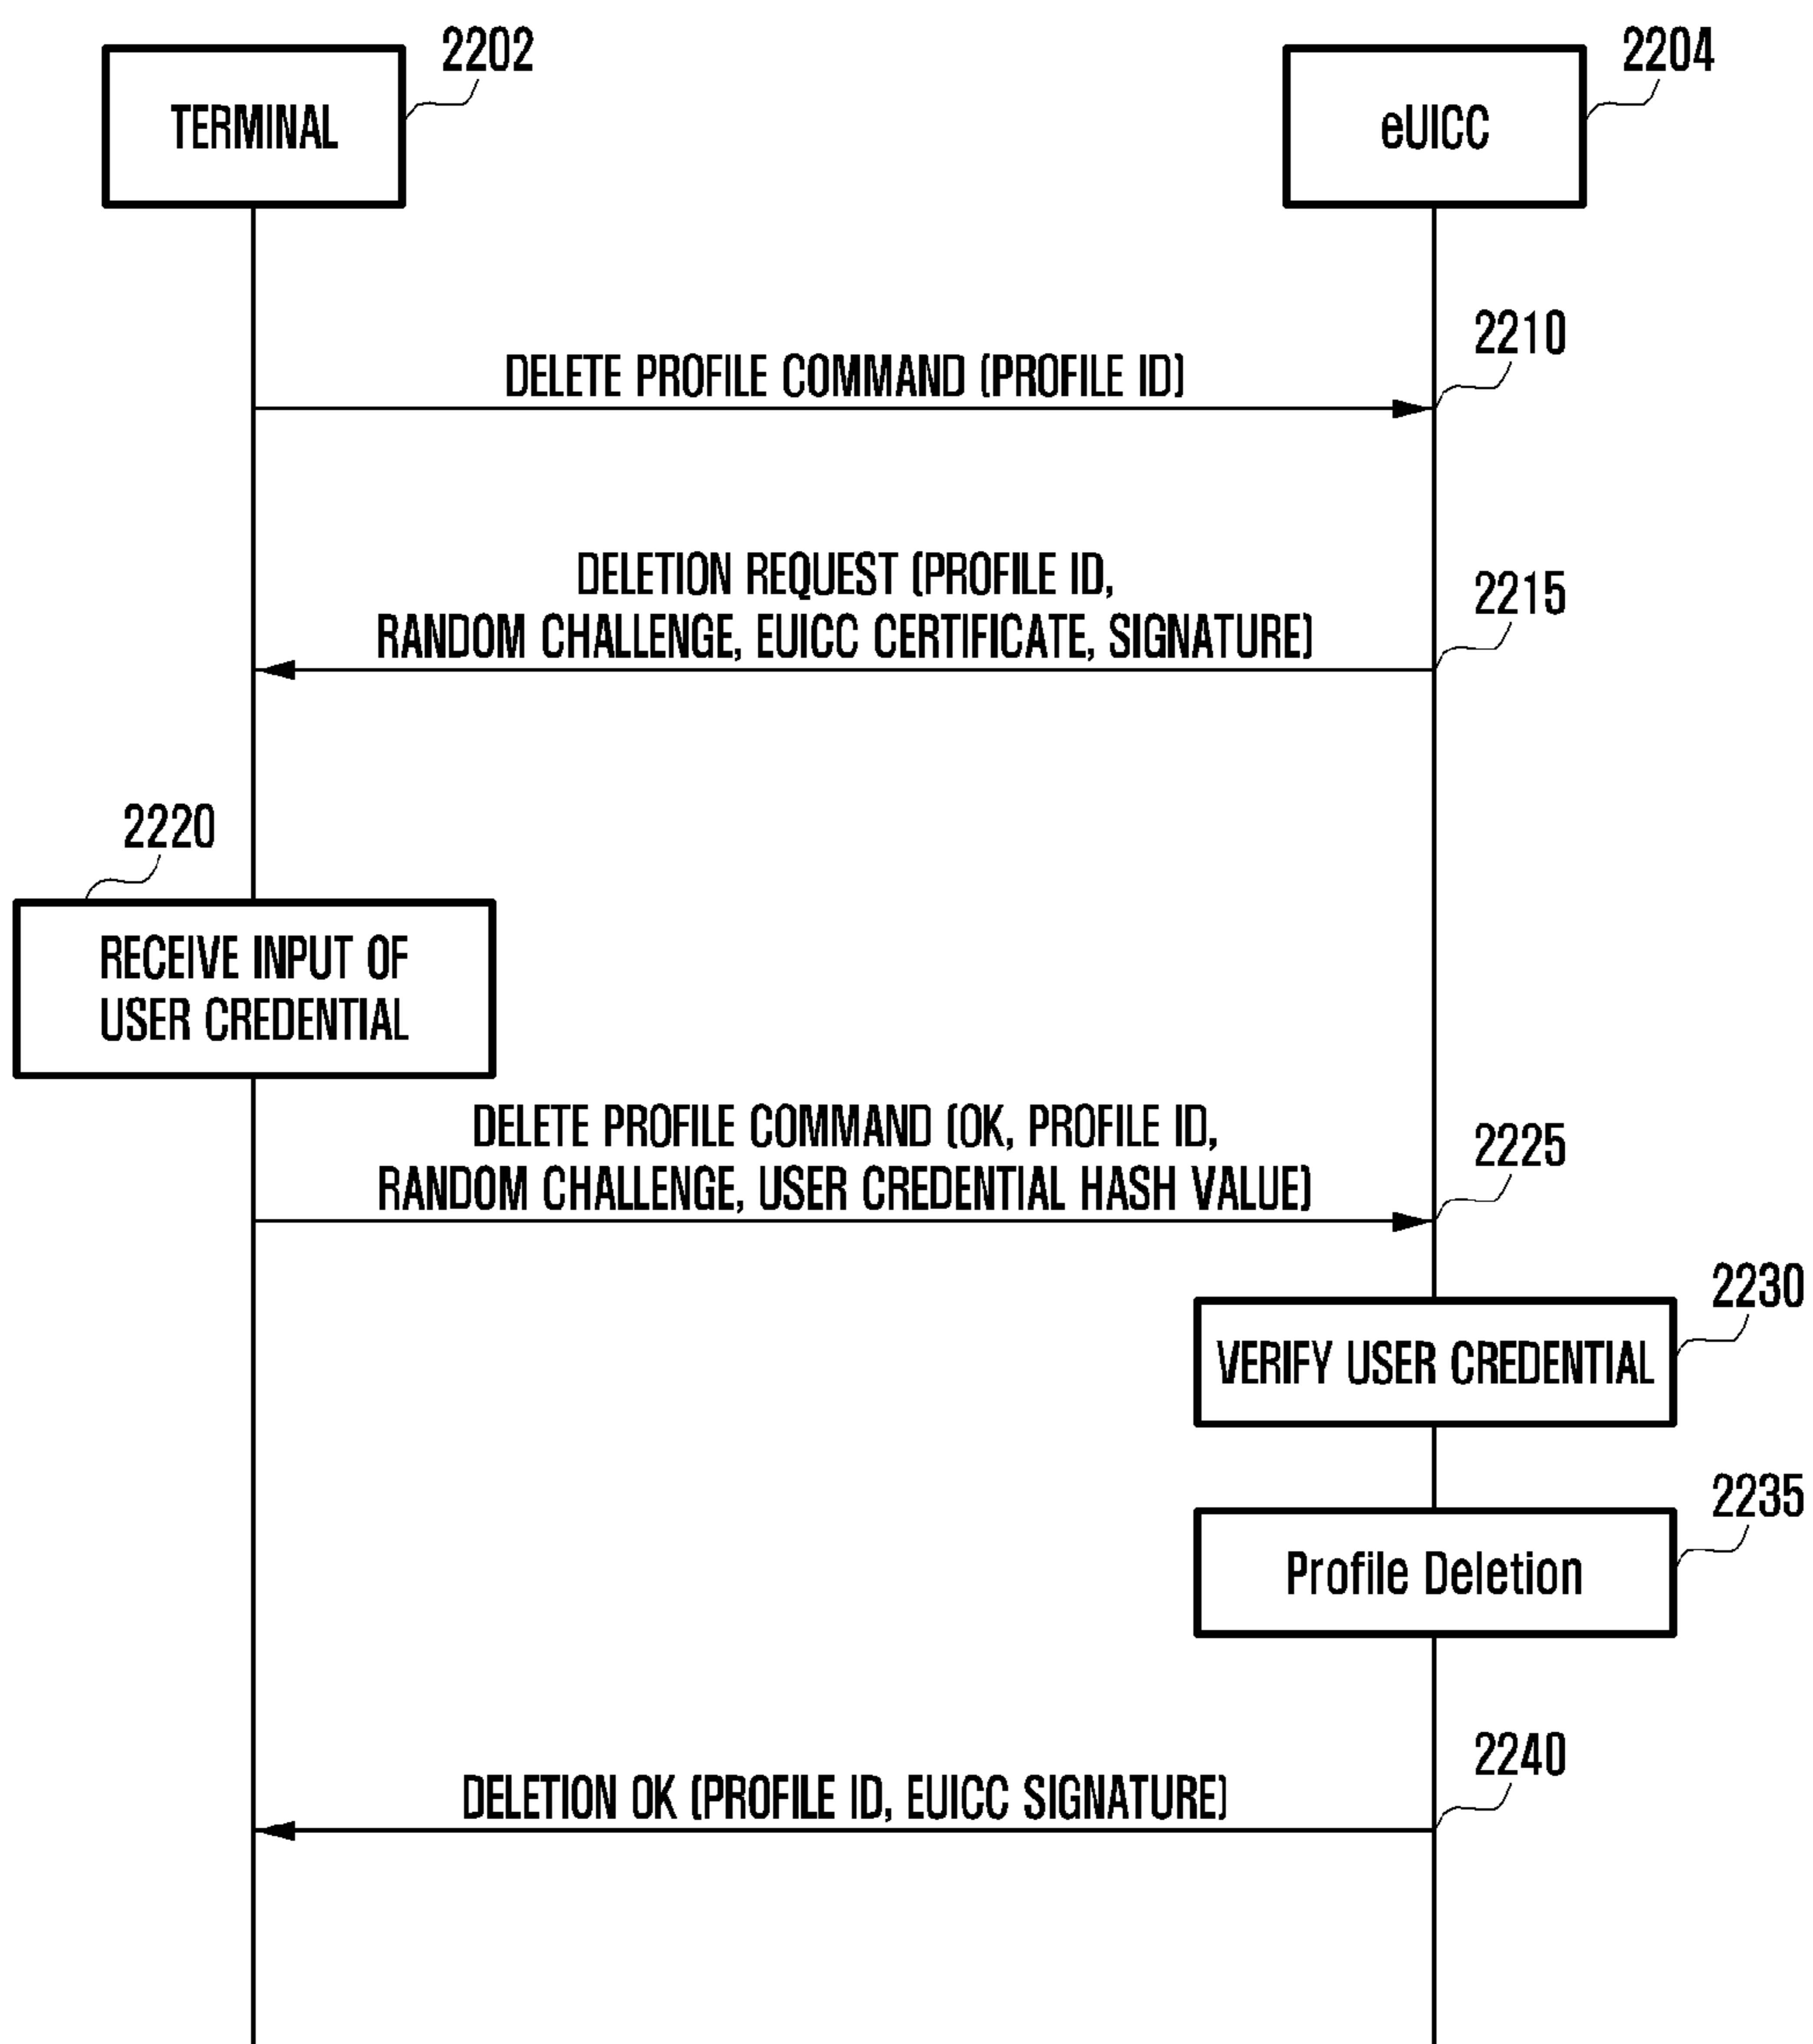 2202
2204
TERMINAL
eUICC
2210
DELETE PROFILE COMMAND (PROFILE ID)
DELETION REQUEST (PROFILE ID,
2215
RANDOM CHALLENGE, EUICC CERTIFICATE, SIGNATURE)
2220
RECEIVE INPUT OF
USER CREDENTIAL
DELETE PROFILE COMMAND (OK, PROFILE ID,
2225
RANDOM CHALLENGE, USER CREDENTIAL HASH VALUE)
2230
VERIFY USER CREDENTIAL
2235
Profile Deletion
2240
DELETION OK (PROFILE ID, EUICC SIGNATURE)